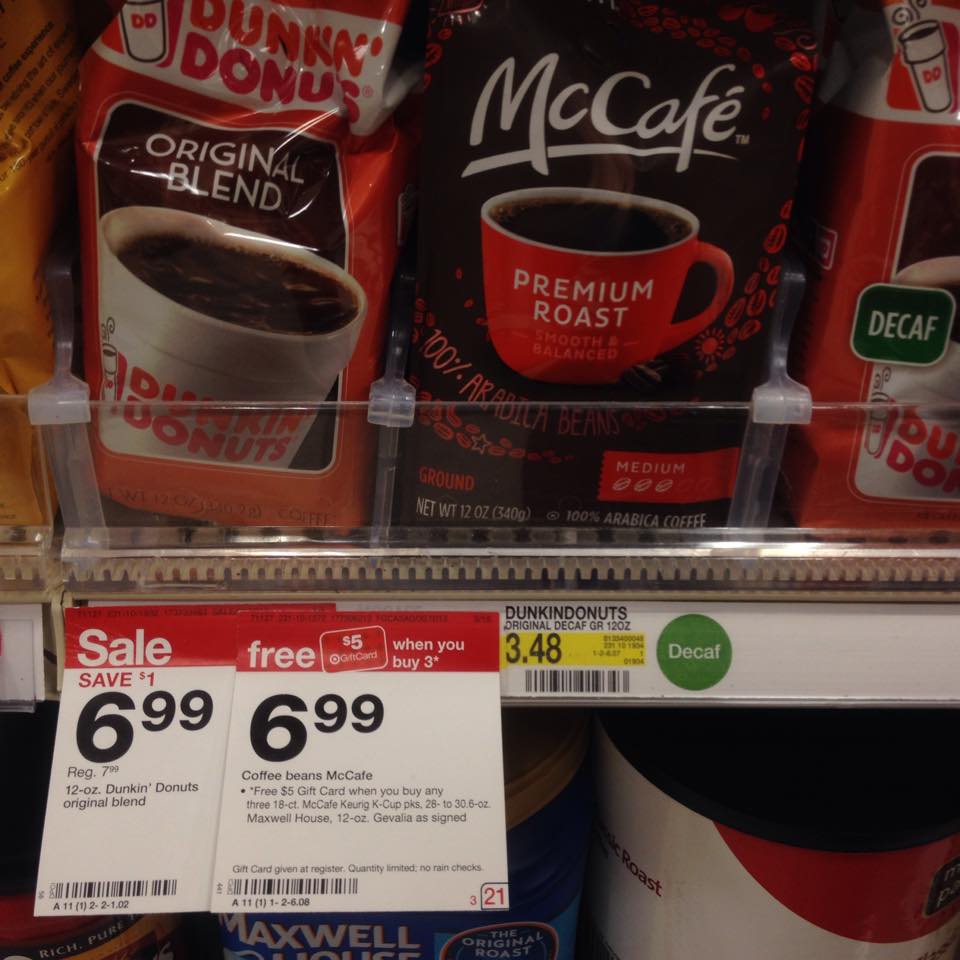 DUNKIN'
DONUTS
ORIGINAL
BLEND
DUNKIN'
DONUTS
McCafé™
PREMIUM
ROAST
SMOOTH &
BALANCED
100% ARABICA BEANS
GROUND
MEDIUM
NET WT 12 OZ (340g)
100% ARABICA COFFEE
DD
DECAF
Sale
SAVE $1
6.99
Reg. 7.99
12-oz. Dunkin' Donuts
original blend
A 11 (1) 2- 2-1.02
free $5 GiftCard when you
buy 3*
6.99
Coffee beans McCafe
• *Free $5 Gift Card when you buy any
three 18-ct. McCafe Keurig K-Cup pks, 28- to 30.6-oz.
Maxwell House, 12-oz. Gevalia as signed
Gift Card given at register. Quantity limited; no rain checks.
A 11 (1) 1- 2-6.08
3 21
DUNKINDONUTS
ORIGINAL DECAF GR 12OZ
3.48
Decaf
RICH, PURE
MAXWELL
HOUSE
THE
ORIGINAL
ROAST
Roast